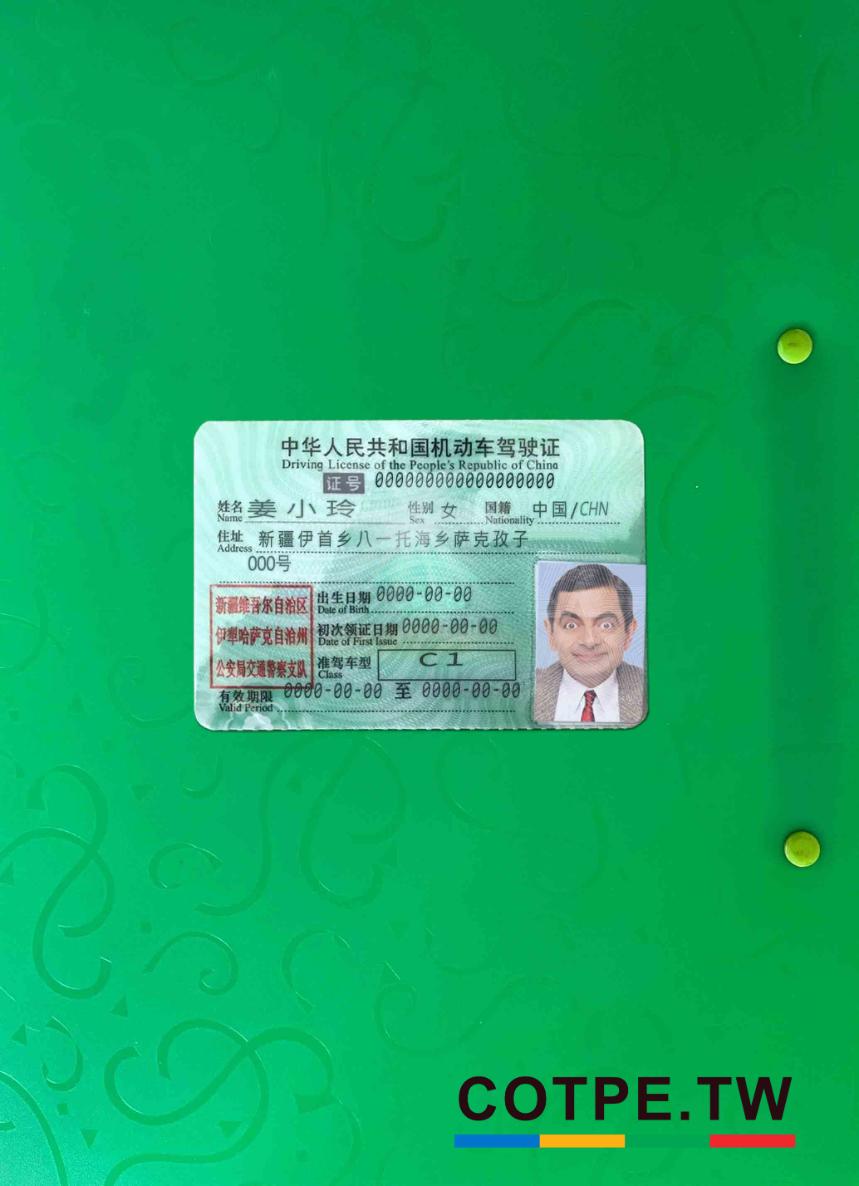 中华人民共和国机动车驾驶证
Driving License of the People's Republic of China
证号 000000000000000000
姓名 姜小玲 性别 女 国籍 中国/CHN
Name Sex Nationality
住址 新疆伊首乡八一托海乡萨克孜子
Address
000号
新疆维吾尔自治区
伊犁哈萨克自治州
公安局交通警察支队
出生日期 0000-00-00
Date of Birth
初次领证日期 0000-00-00
Date of First Issue
准驾车型 C1
Class
有效期限 0000-00-00 至 0000-00-00
Valid Period
COTPE.TW